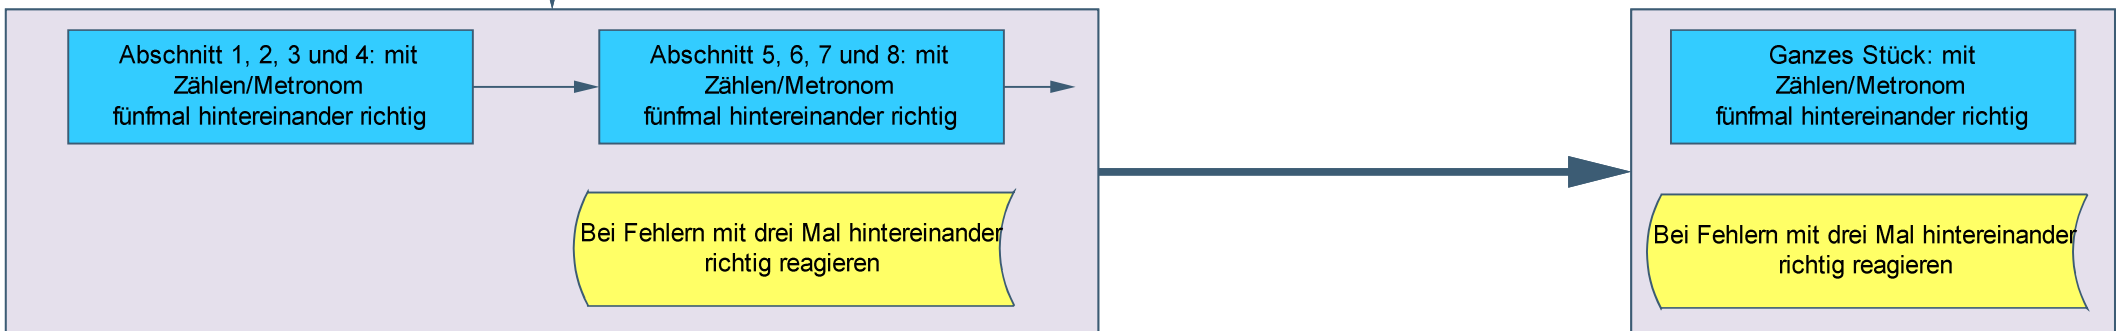 Abschnitt 1, 2, 3 und 4: mit
Zählen/Metronom
fünfmal hintereinander richtig
Abschnitt 5, 6, 7 und 8: mit
Zählen/Metronom
fünfmal hintereinander richtig
Bei Fehlern mit drei Mal hintereinander
richtig reagieren
Ganzes Stück: mit
Zählen/Metronom
fünfmal hintereinander richtig
Bei Fehlern mit drei Mal hintereinander
richtig reagieren